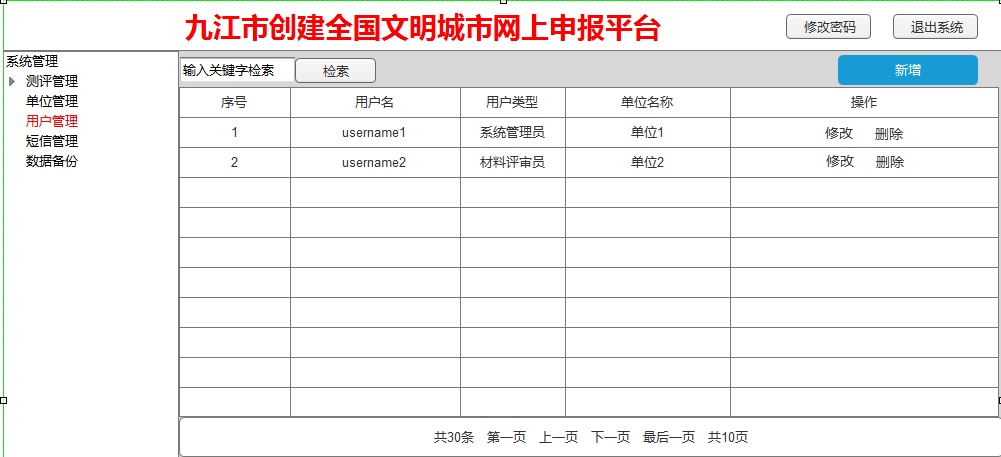 九江市创建全国文明城市网上申报平台 修改密码 退出系统
系统管理
测评管理
单位管理
用户管理
短信管理
数据备份
输入关键字检索 检索 新增
序号 用户名 用户类型 单位名称 操作
1 username1 系统管理员 单位1 修改 删除
2 username2 材料评审员 单位2 修改 删除
共30条 第一页 上一页 下一页 最后一页 共10页